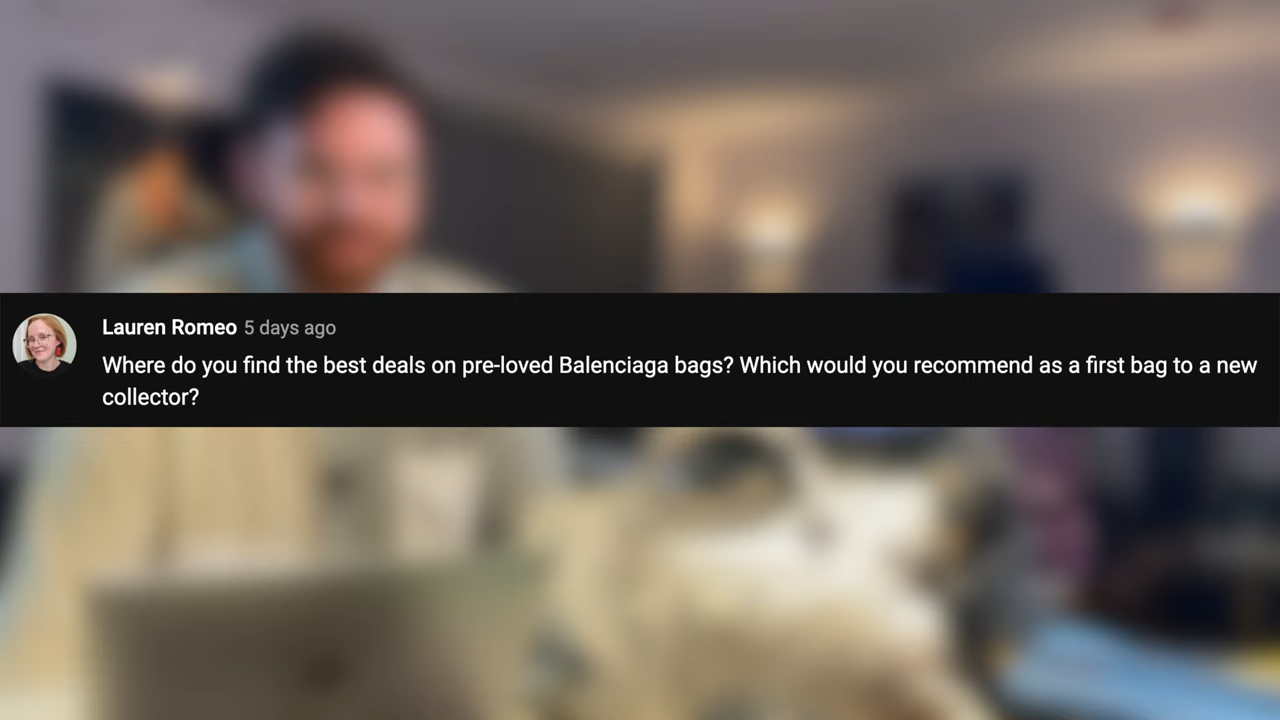 Lauren Romeo 5 days ago
Where do you find the best deals on pre-loved Balenciaga bags? Which would you recommend as a first bag to a new
collector?